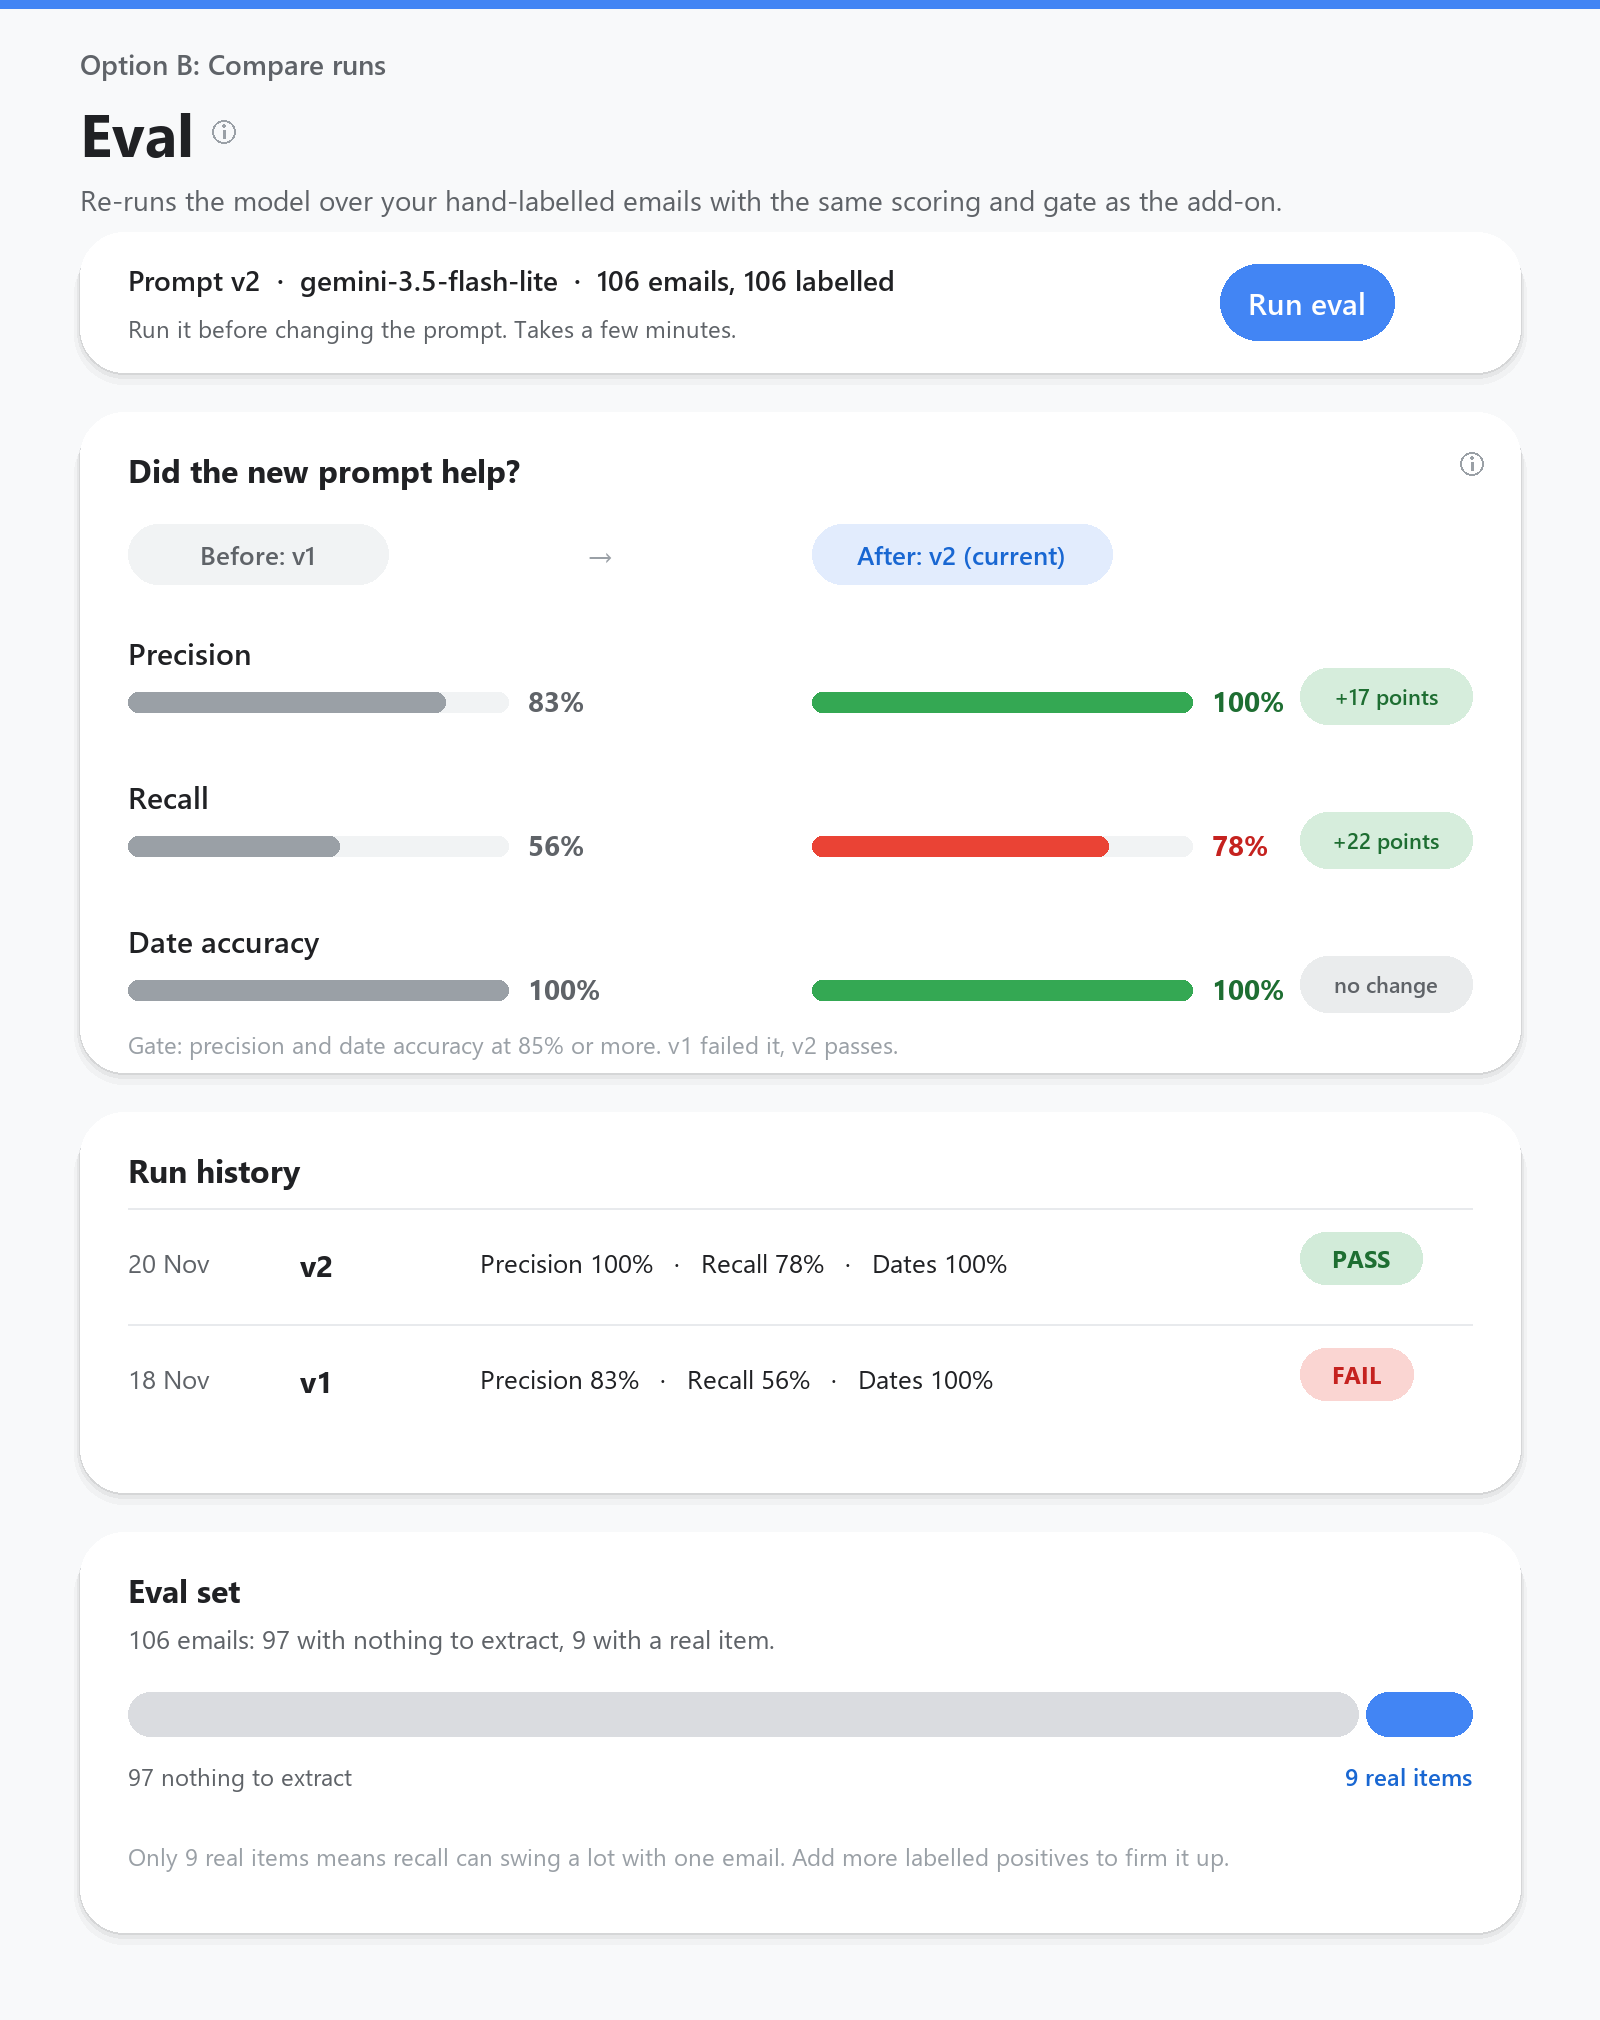 Option B: Compare runs
Eval ⓘ
Re-runs the model over your hand-labelled emails with the same scoring and gate as the add-on.
Prompt v2 · gemini-3.5-flash-lite · 106 emails, 106 labelled
Run eval
Run it before changing the prompt. Takes a few minutes.
Did the new prompt help? ⓘ
Before: v1 → After: v2 (current)
Precision
83% 100% +17 points
Recall
56% 78% +22 points
Date accuracy
100% 100% no change
Gate: precision and date accuracy at 85% or more. v1 failed it, v2 passes.
Run history
20 Nov v2 Precision 100% · Recall 78% · Dates 100% PASS
18 Nov v1 Precision 83% · Recall 56% · Dates 100% FAIL
Eval set
106 emails: 97 with nothing to extract, 9 with a real item.
97 nothing to extract 9 real items
Only 9 real items means recall can swing a lot with one email. Add more labelled positives to firm it up.